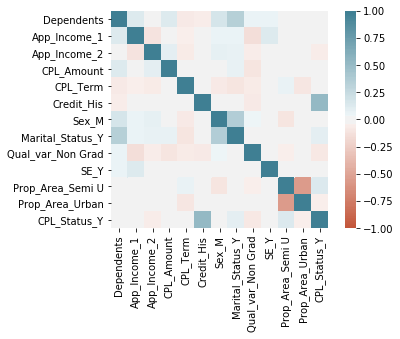 Dependents
App_Income_1
App_Income_2
CPL_Amount
CPL_Term
Credit_His
Sex_M
Marital_Status_Y
Qual_var_Non Grad
SE_Y
Prop_Area_Semi U
Prop_Area_Urban
CPL_Status_Y
Dependents
App_Income_1
App_Income_2
CPL_Amount
CPL_Term
Credit_His
Sex_M
Marital_Status_Y
Qual_var_Non Grad
SE_Y
Prop_Area_Semi U
Prop_Area_Urban
CPL_Status_Y
1.00
0.75
0.50
0.25
0.00
−0.25
−0.50
−0.75
−1.00